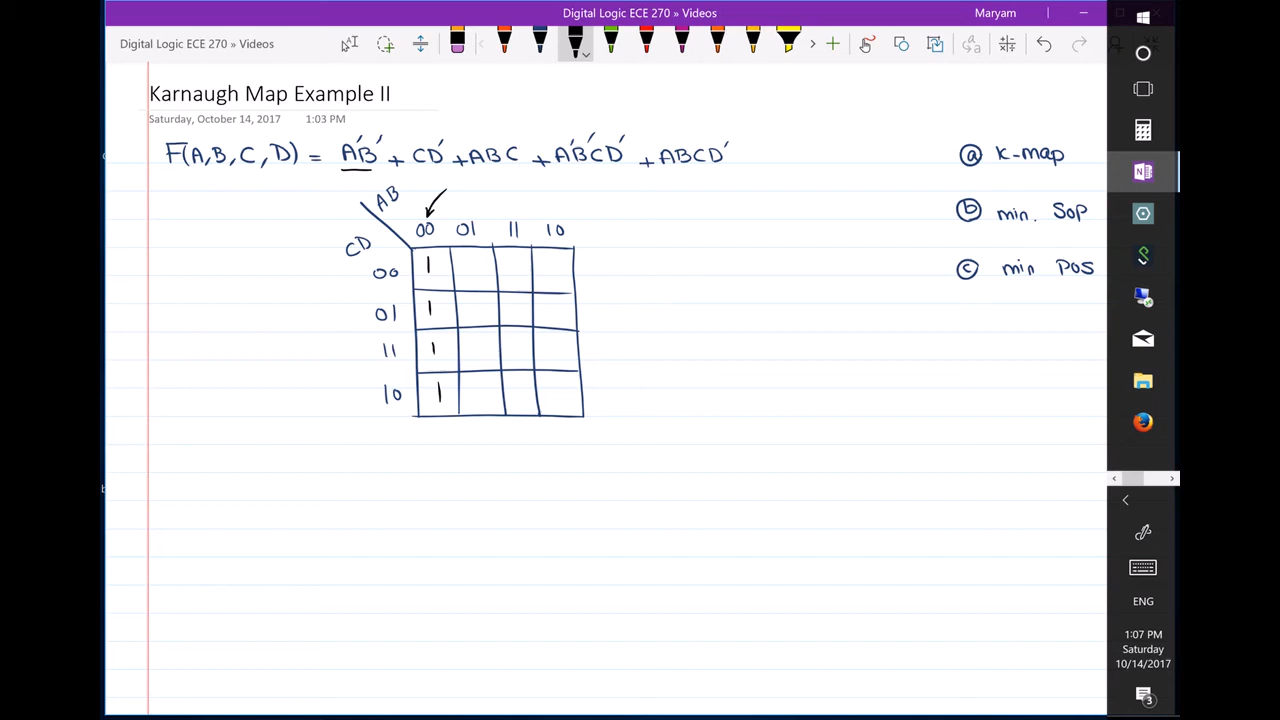 Digital Logic ECE 270 » Videos
Maryam
Digital Logic ECE 270 » Videos
Karnaugh Map Example II
Saturday, October 14, 2017 1:03 PM
F(A,B,C,D) = A'B' + CD' + ABC + A'B'CD' + ABCD'
ⓐ K-map
ⓑ min. SOP
ⓒ min POS
AB
CD
00 01 11 10
00 1
01 1
11 1
10 1
ENG
1:07 PM
Saturday
10/14/2017
3